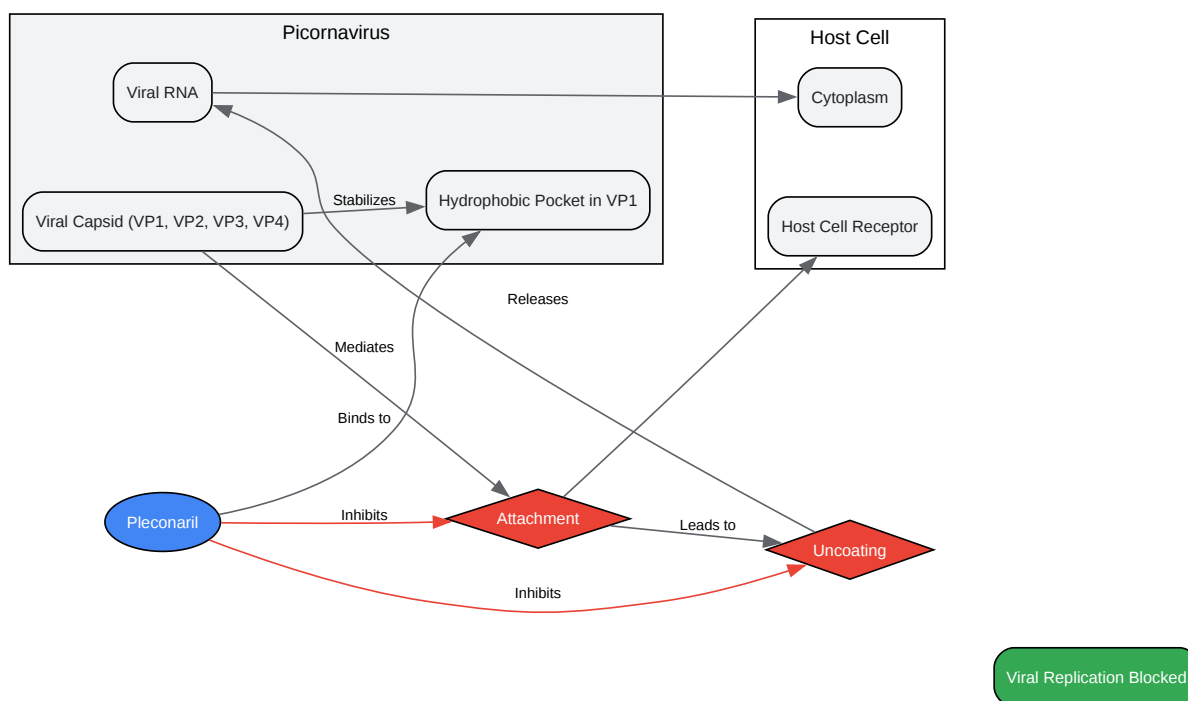 Picornavirus
Host Cell
Viral RNA
Cytoplasm
Stabilizes
Hydrophobic Pocket in VP1
Viral Capsid (VP1, VP2, VP3, VP4)
Host Cell Receptor
Releases
Mediates
Binds to
Pleconaril
Inhibits
Attachment
Leads to
Uncoating
Inhibits
Viral Replication Blocked